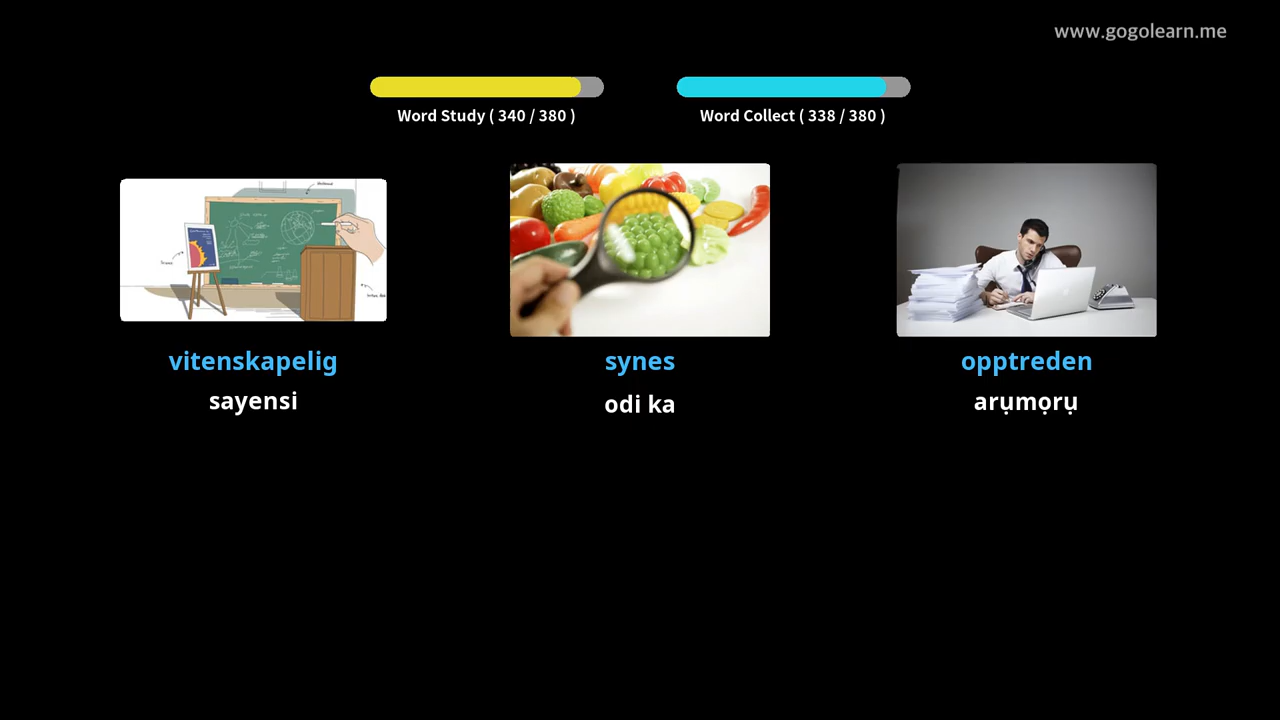 www.gogolearn.me
Word Study ( 340 / 380 )
Word Collect ( 338 / 380 )
vitenskapelig
synes
opptreden
sayensi
odi ka
arụmọrụ